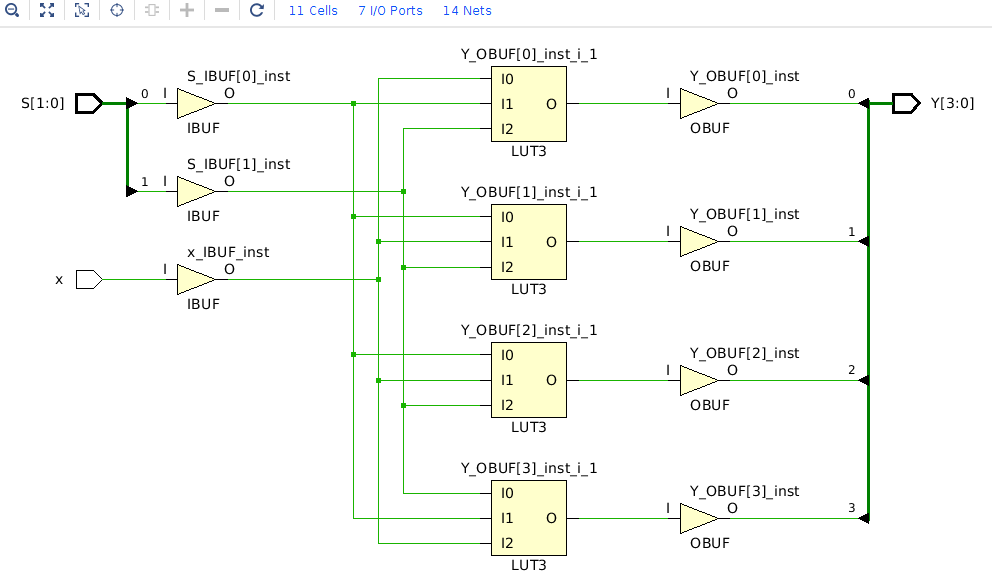 11 Cells 7 I/O Ports 14 Nets
S[1:0]
0
1
S_IBUF[0]_inst
I O
IBUF
S_IBUF[1]_inst
I O
IBUF
x
x_IBUF_inst
I O
IBUF
Y_OBUF[0]_inst_i_1
I0
I1 O
I2
LUT3
Y_OBUF[1]_inst_i_1
I0
I1 O
I2
LUT3
Y_OBUF[2]_inst_i_1
I0
I1 O
I2
LUT3
Y_OBUF[3]_inst_i_1
I0
I1 O
I2
LUT3
Y_OBUF[0]_inst
I O
OBUF
Y_OBUF[1]_inst
I O
OBUF
Y_OBUF[2]_inst
I O
OBUF
Y_OBUF[3]_inst
I O
OBUF
0
1
2
3
Y[3:0]